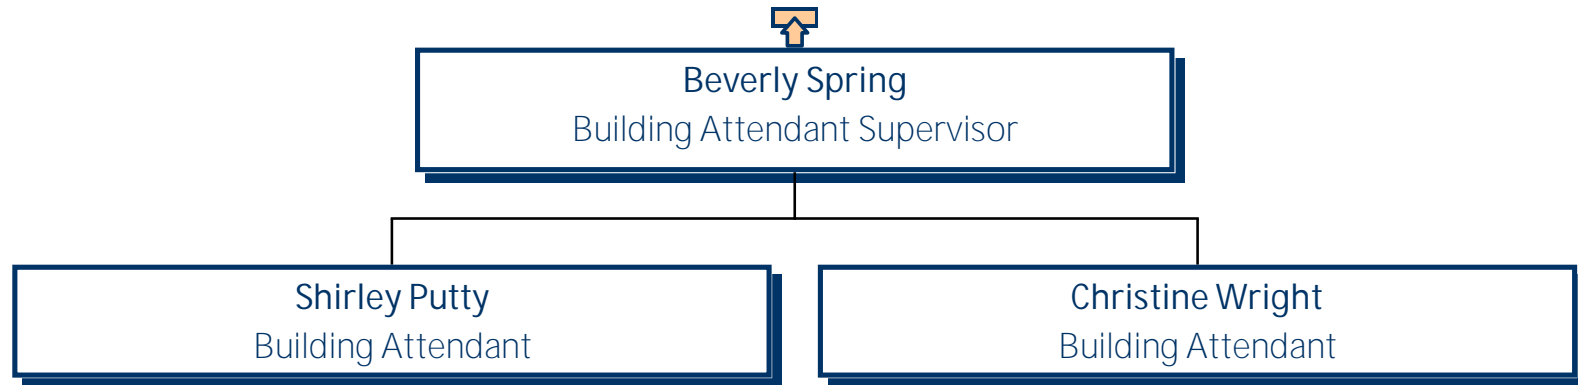 Beverly Spring
Building Attendant Supervisor
Shirley Putty
Building Attendant
Christine Wright
Building Attendant